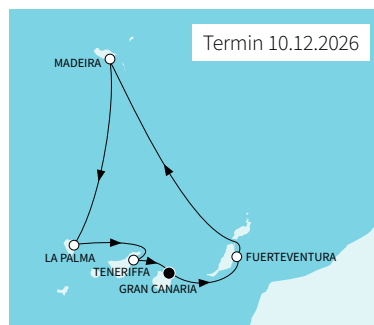 Termin 10.12.2026
MADEIRA
LA PALMA
FUERTEVENTURA
TENERIFFA
GRAN CANARIA